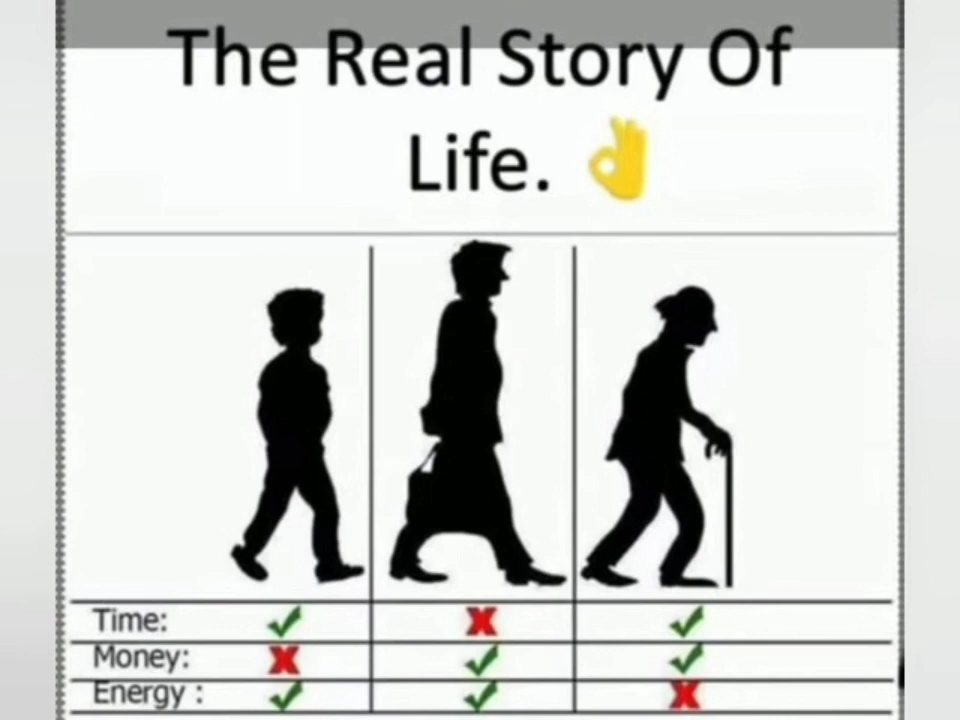 The Real Story Of
Life. 👌
Time: ✔ ✘ ✔
Money: ✘ ✔ ✔
Energy : ✔ ✔ ✘